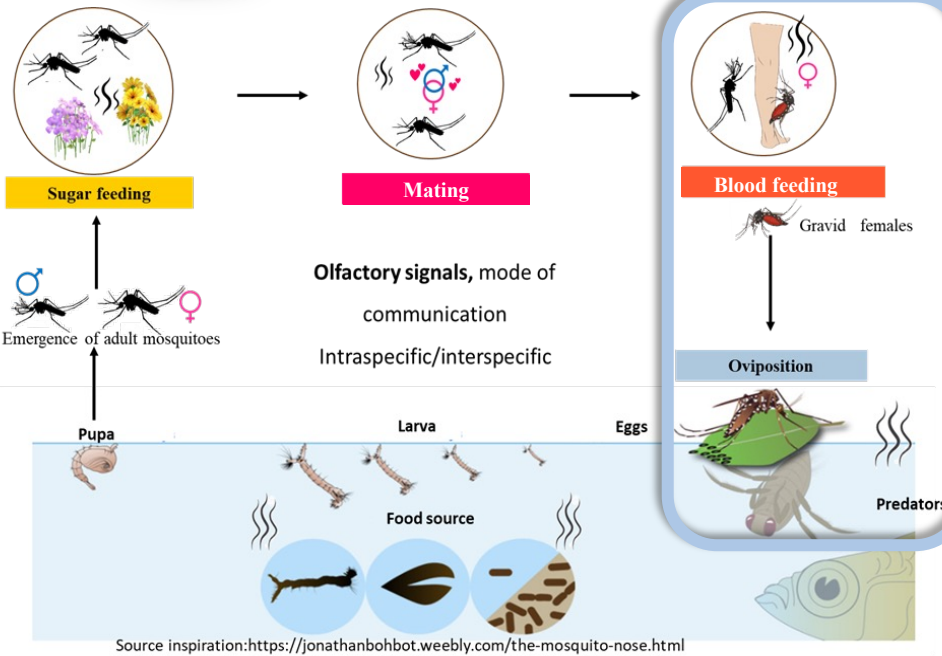 Sugar feeding
Mating
Blood feeding
Gravid females
Olfactory signals, mode of
communication
Intraspecific/interspecific
Emergence of adult mosquitoes
Oviposition
Pupa
Larva
Eggs
Food source
Predators
Source inspiration:https://jonathanbohbot.weebly.com/the-mosquito-nose.html